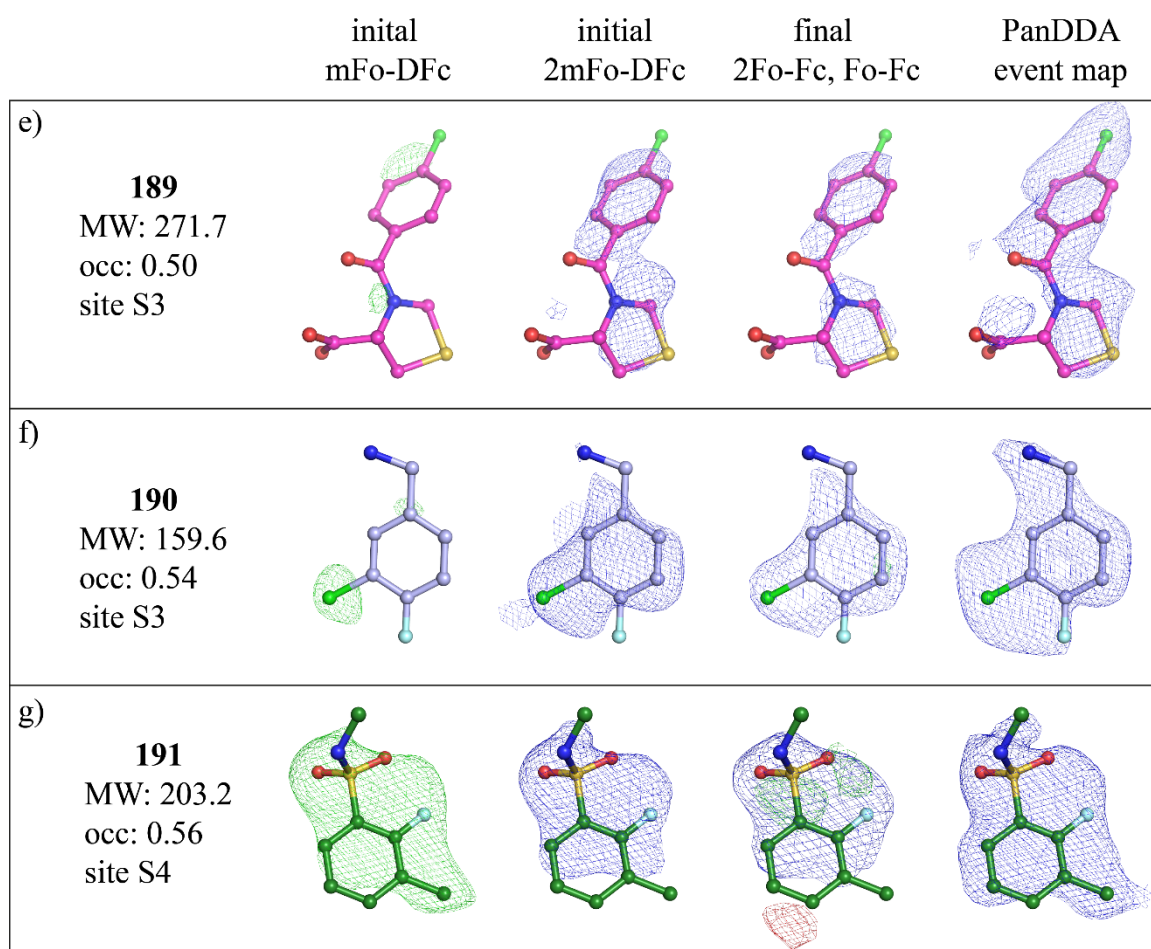 inital
mFo-DFc
initial
2mFo-DFc
final
2Fo-Fc, Fo-Fc
PanDDA
event map
e)
189
MW: 271.7
occ: 0.50
site S3
f)
190
MW: 159.6
occ: 0.54
site S3
g)
191
MW: 203.2
occ: 0.56
site S4